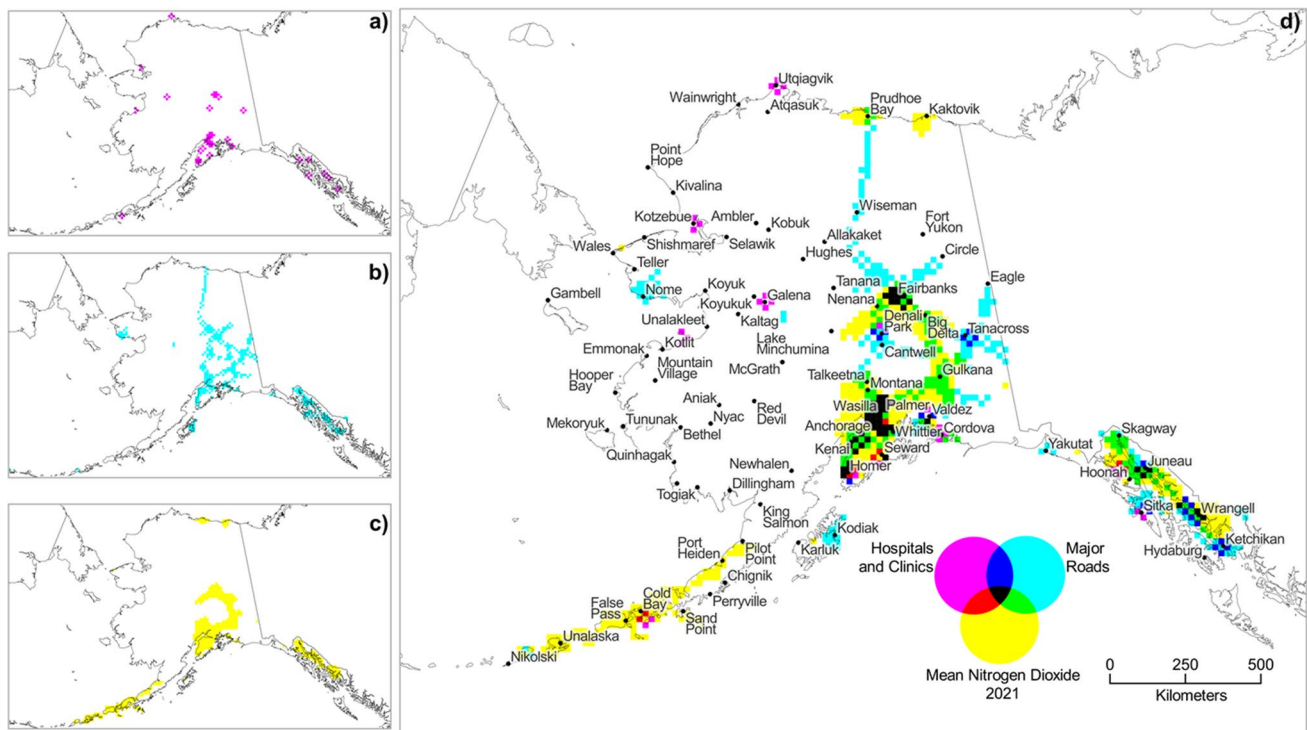 a)
b)
c)
d)
Utqiagvik
Wainwright
Atqasuk
Prudhoe
Bay
Kaktovik
Point
Hope
Kivalina
Wiseman
Kotzebue
Ambler
Kobuk
Fort
Yukon
Wales
Shishmaref
Selawik
Allakaket
Hughes
Circle
Teller
Gambell
Nome
Koyuk
Koyukuk
Galena
Tanana
Nenana
Fairbanks
Eagle
Unalakleet
Kaltag
Denali
Park
Big
Delta
Tanacross
Emmonak
Kotlit
Lake
Minchumina
Cantwell
Mountain
Village
McGrath
Hooper
Bay
Talkeetna
Montana
Gulkana
Aniak
Nyac
Red
Devil
Wasilla
Palmer
Valdez
Mekoryuk
Tununak
Bethel
Anchorage
Whittier
Cordova
Quinhagak
Kenai
Seward
Yakutat
Skagway
Newhalen
Homer
Hoonah
Juneau
Togiak
Dillingham
King
Salmon
Sitka
Wrangell
Kodiak
Karluk
Hydaburg
Ketchikan
Port
Heiden
Pilot
Point
Chignik
Perryville
False
Pass
Cold
Bay
Sand
Point
Unalaska
Nikolski
Hospitals
and Clinics
Major
Roads
Mean Nitrogen Dioxide
2021
0 250 500
Kilometers